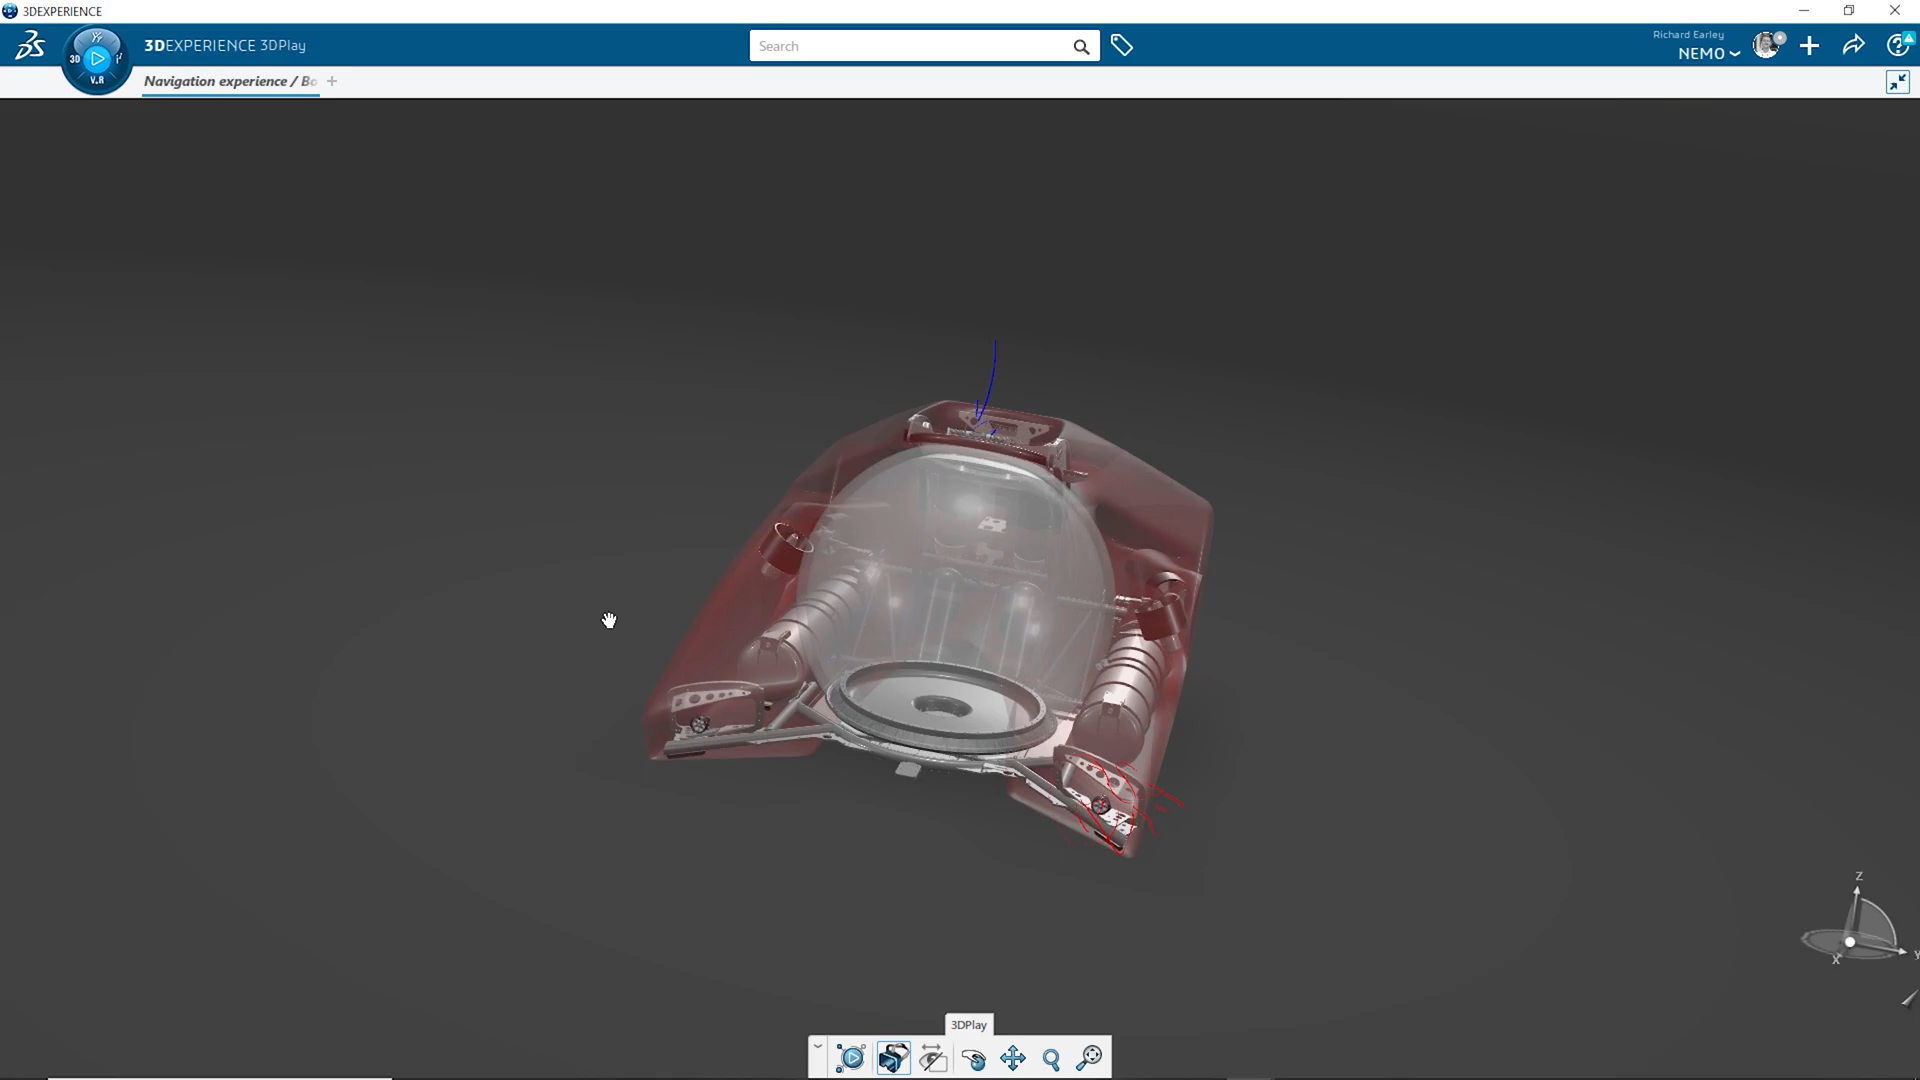 3DEXPERIENCE
3DEXPERIENCE 3DPlay
Search
Richard Earley
NEMO
3D
V.R
Navigation experience / Bo
Z
Y
X
3DPlay